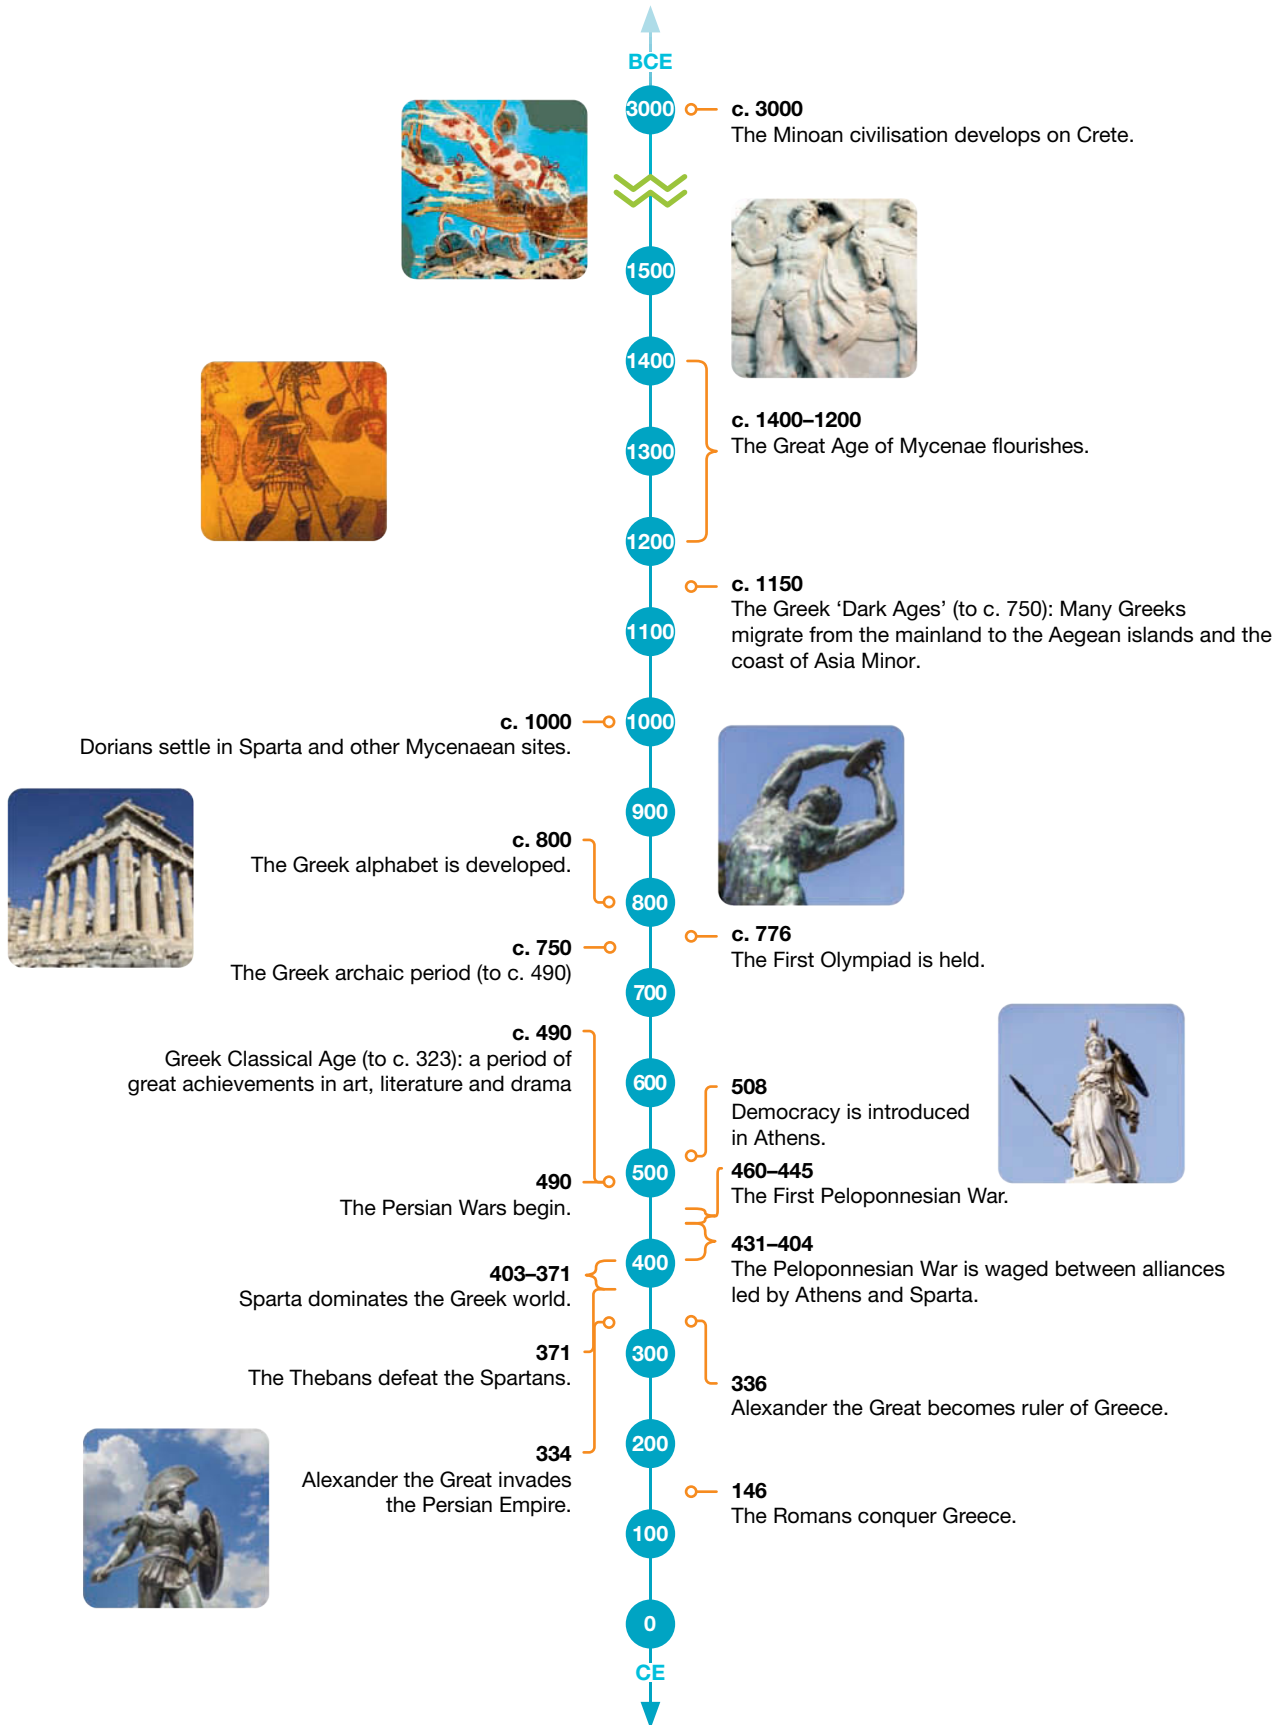 BCE
3000
c. 3000
The Minoan civilisation develops on Crete.
1500
1400
c. 1400–1200
The Great Age of Mycenae flourishes.
1300
1200
c. 1150
The Greek ‘Dark Ages’ (to c. 750): Many Greeks
migrate from the mainland to the Aegean islands and the
coast of Asia Minor.
1100
c. 1000
Dorians settle in Sparta and other Mycenaean sites.
1000
900
c. 800
The Greek alphabet is developed.
800
c. 776
The First Olympiad is held.
c. 750
The Greek archaic period (to c. 490)
700
c. 490
Greek Classical Age (to c. 323): a period of
great achievements in art, literature and drama
600
508
Democracy is introduced
in Athens.
500
490
The Persian Wars begin.
460–445
The First Peloponnesian War.
431–404
The Peloponnesian War is waged between alliances
led by Athens and Sparta.
400
403–371
Sparta dominates the Greek world.
371
The Thebans defeat the Spartans.
300
336
Alexander the Great becomes ruler of Greece.
200
334
Alexander the Great invades
the Persian Empire.
146
The Romans conquer Greece.
100
0
CE